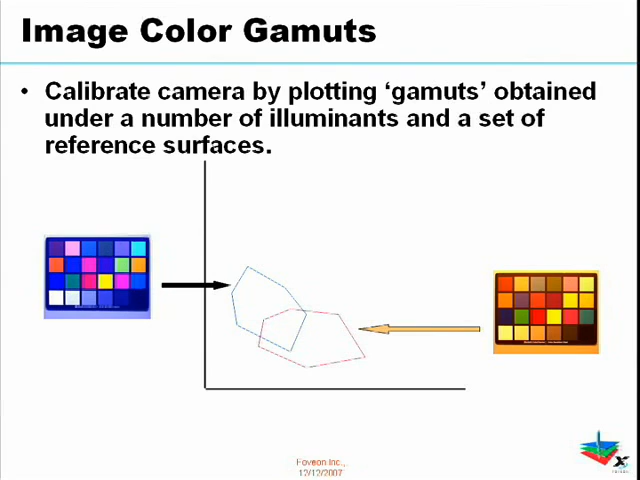 Image Color Gamuts
• Calibrate camera by plotting ‘gamuts’ obtained
under a number of illuminants and a set of
reference surfaces.
Foveon Inc.,
12/12/2007